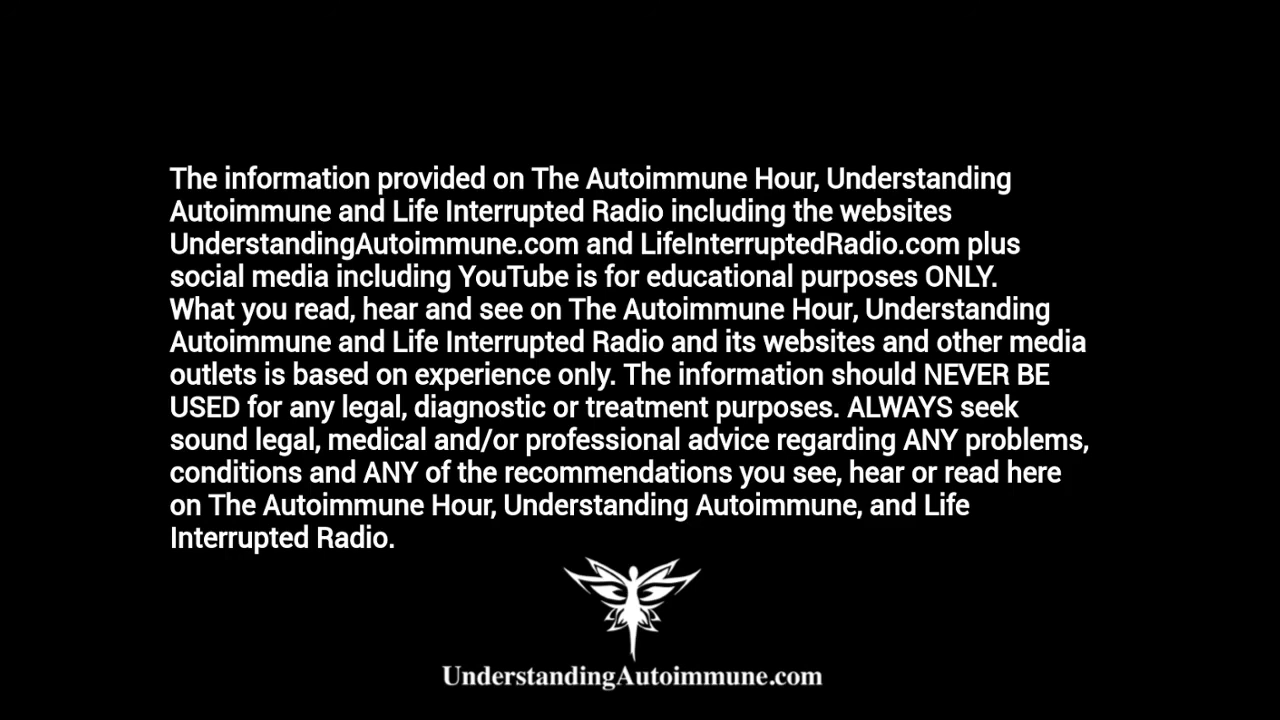 The information provided on The Autoimmune Hour, Understanding
Autoimmune and Life Interrupted Radio including the websites
UnderstandingAutoimmune.com and LifeInterruptedRadio.com plus
social media including YouTube is for educational purposes ONLY.
What you read, hear and see on The Autoimmune Hour, Understanding
Autoimmune and Life Interrupted Radio and its websites and other media
outlets is based on experience only. The information should NEVER BE
USED for any legal, diagnostic or treatment purposes. ALWAYS seek
sound legal, medical and/or professional advice regarding ANY problems,
conditions and ANY of the recommendations you see, hear or read here
on The Autoimmune Hour, Understanding Autoimmune, and Life
Interrupted Radio.
UnderstandingAutoimmune.com